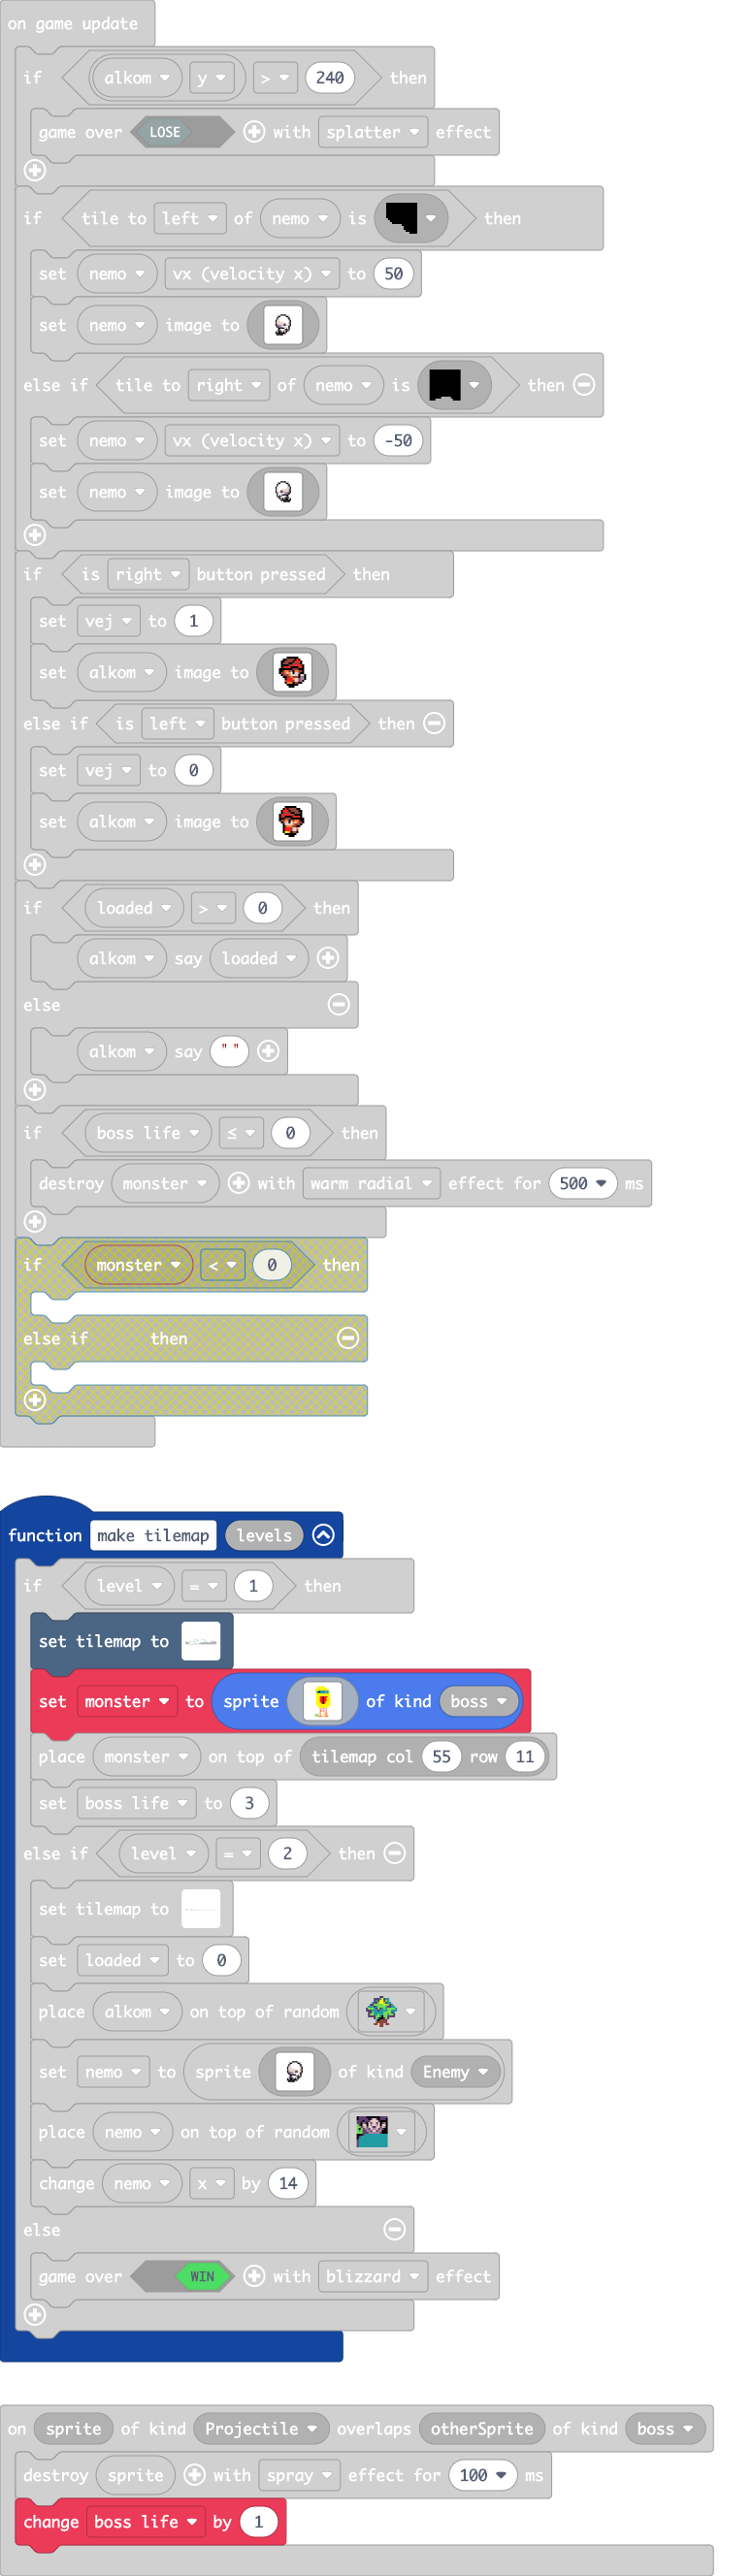 on game update
if alkom y > 240 then
game over LOSE with splatter effect
if tile to left of nemo is then
set nemo vx (velocity x) to 50
set nemo image to
else if tile to right of nemo is then
set nemo vx (velocity x) to -50
set nemo image to
if is right button pressed then
set vej to 1
set alkom image to
else if is left button pressed then
set vej to 0
set alkom image to
if loaded > 0 then
alkom say loaded
else
alkom say " "
if boss life ≤ 0 then
destroy monster with warm radial effect for 500 ms
if monster < 0 then
else if then
function make tilemap levels
if level = 1 then
set tilemap to
set monster to sprite of kind boss
place monster on top of tilemap col 55 row 11
set boss life to 3
else if level = 2 then
set tilemap to
set loaded to 0
place alkom on top of random
set nemo to sprite of kind Enemy
place nemo on top of random
change nemo x by 14
else
game over WIN with blizzard effect
on sprite of kind Projectile overlaps otherSprite of kind boss
destroy sprite with spray effect for 100 ms
change boss life by 1